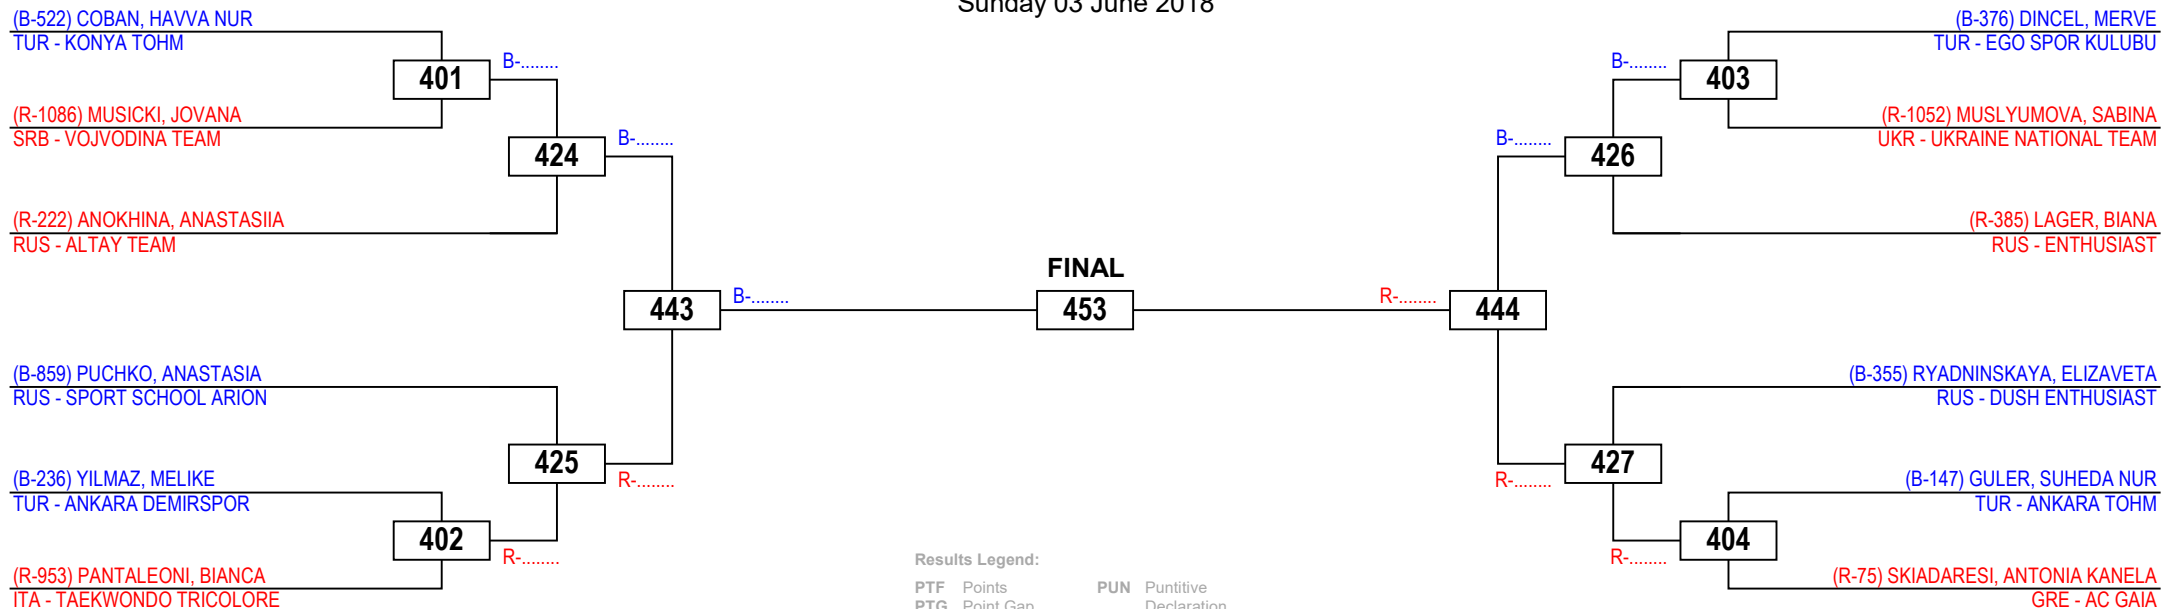 Sunday 03 June 2018
(B-522) COBAN, HAVVA NUR
TUR - KONYA TOHM
401
B-........
(R-1086) MUSICKI, JOVANA
SRB - VOJVODINA TEAM
424
B-........
(R-222) ANOKHINA, ANASTASIIA
RUS - ALTAY TEAM
443
B-........
(B-859) PUCHKO, ANASTASIA
RUS - SPORT SCHOOL ARION
425
R-........
(B-236) YILMAZ, MELIKE
TUR - ANKARA DEMIRSPOR
402
R-........
(R-953) PANTALEONI, BIANCA
ITA - TAEKWONDO TRICOLORE
FINAL
453
(B-376) DINCEL, MERVE
TUR - EGO SPOR KULUBU
B-........
403
(R-1052) MUSLYUMOVA, SABINA
UKR - UKRAINE NATIONAL TEAM
B-........
426
(R-385) LAGER, BIANA
RUS - ENTHUSIAST
R-........
444
(B-355) RYADNINSKAYA, ELIZAVETA
RUS - DUSH ENTHUSIAST
R-........
427
(B-147) GULER, SUHEDA NUR
TUR - ANKARA TOHM
R-........
404
(R-75) SKIADARESI, ANTONIA KANELA
GRE - AC GAIA
Results Legend:
PTF Points PUN Puntitive
PTG Point Gap Declaration